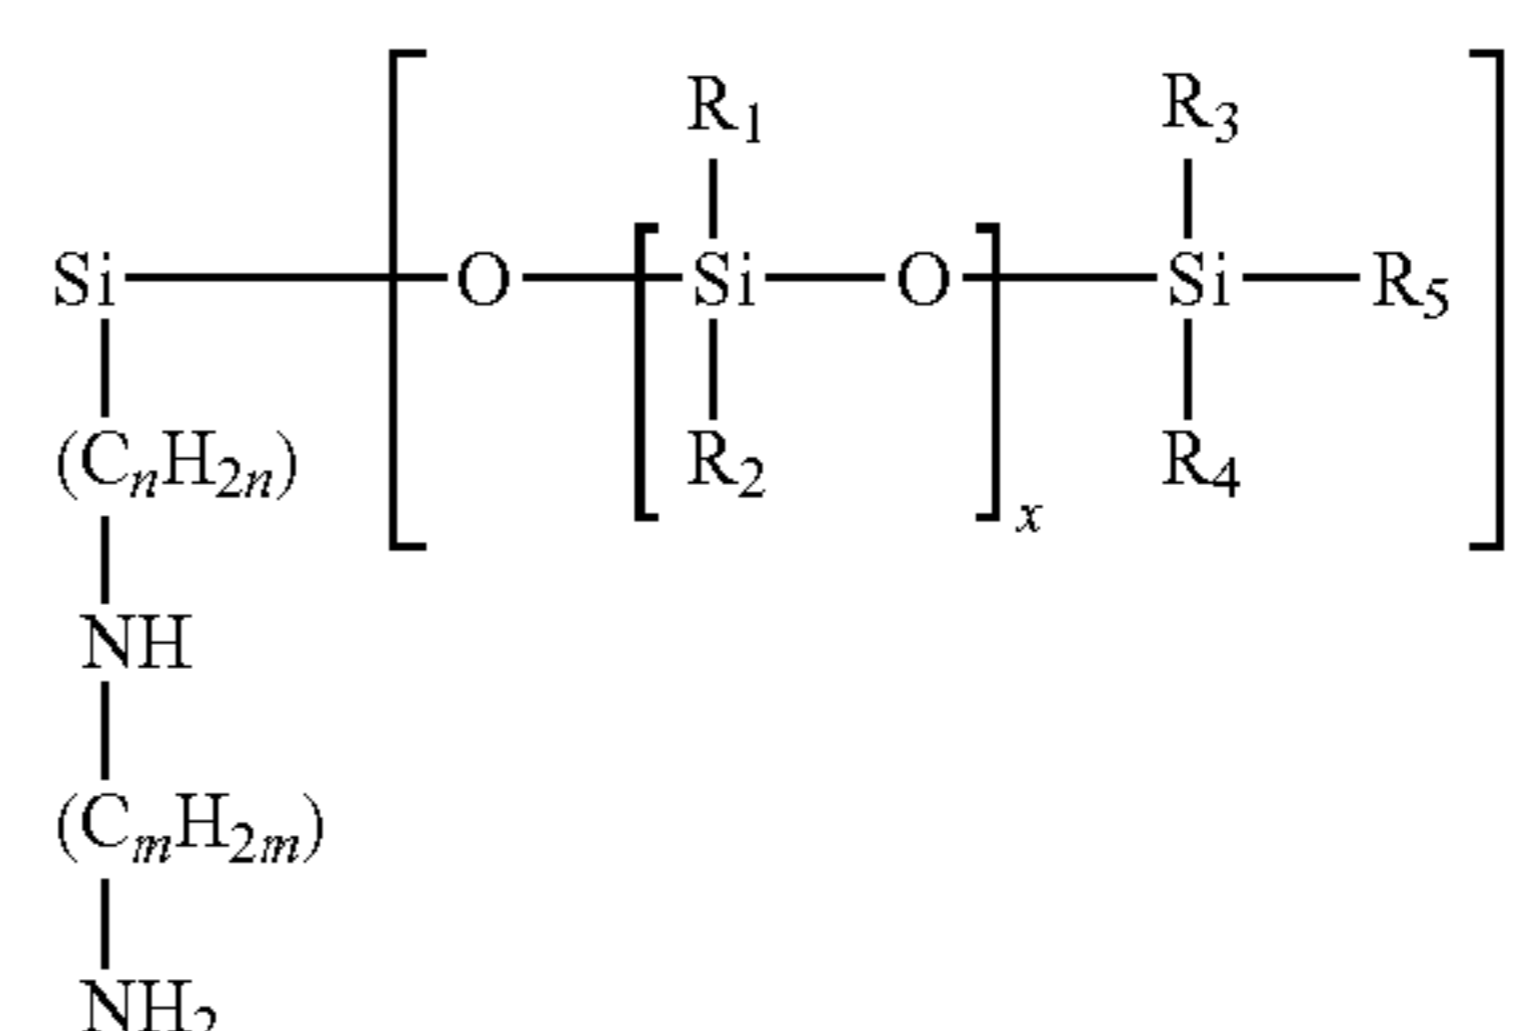 R1 R3
Si O Si O Si R5
(CnH2n) R2 R4
x
NH
(CmH2m)
NH2